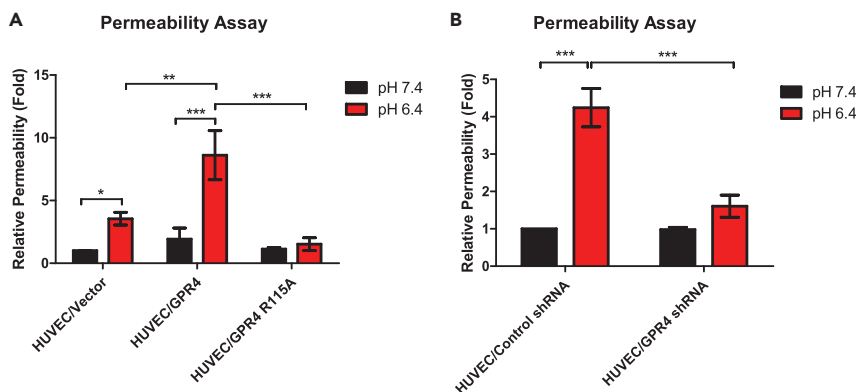 A
Permeability Assay
Relative Permeability (Fold)
15
10
5
0
*
**
***
***
pH 7.4
pH 6.4
HUVEC/Vector
HUVEC/GPR4
HUVEC/GPR4 R115A
B
Permeability Assay
Relative Permeability (Fold)
5
4
3
2
1
0
***
***
pH 7.4
pH 6.4
HUVEC/Control shRNA
HUVEC/GPR4 shRNA